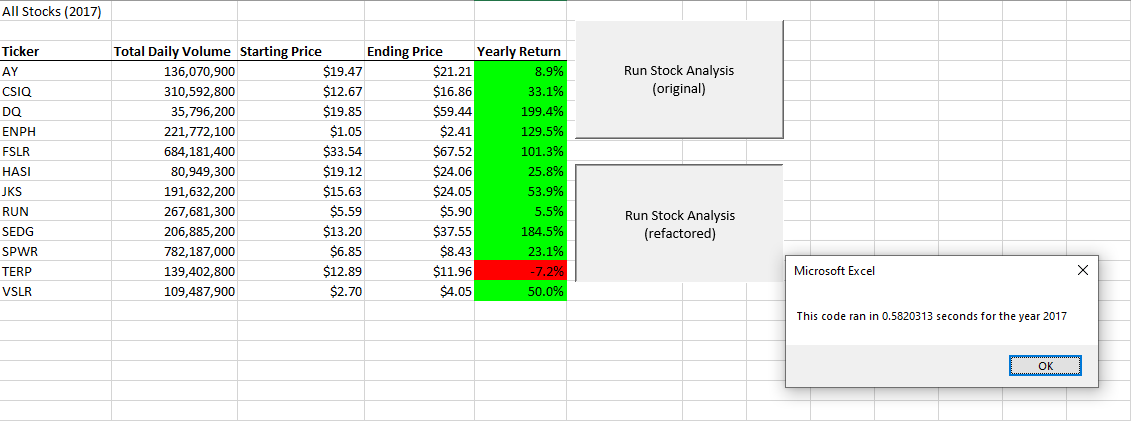 All Stocks (2017)
Ticker Total Daily Volume Starting Price Ending Price Yearly Return
AY 136,070,900 $19.47 $21.21 8.9%
CSIQ 310,592,800 $12.67 $16.86 33.1%
DQ 35,796,200 $19.85 $59.44 199.4%
ENPH 221,772,100 $1.05 $2.41 129.5%
FSLR 684,181,400 $33.54 $67.52 101.3%
HASI 80,949,300 $19.12 $24.06 25.8%
JKS 191,632,200 $15.63 $24.05 53.9%
RUN 267,681,300 $5.59 $5.90 5.5%
SEDG 206,885,200 $13.20 $37.55 184.5%
SPWR 782,187,000 $6.85 $8.43 23.1%
TERP 139,402,800 $12.89 $11.96 -7.2%
VSLR 109,487,900 $2.70 $4.05 50.0%
Run Stock Analysis
(original)
Run Stock Analysis
(refactored)
Microsoft Excel
This code ran in 0.5820313 seconds for the year 2017
OK